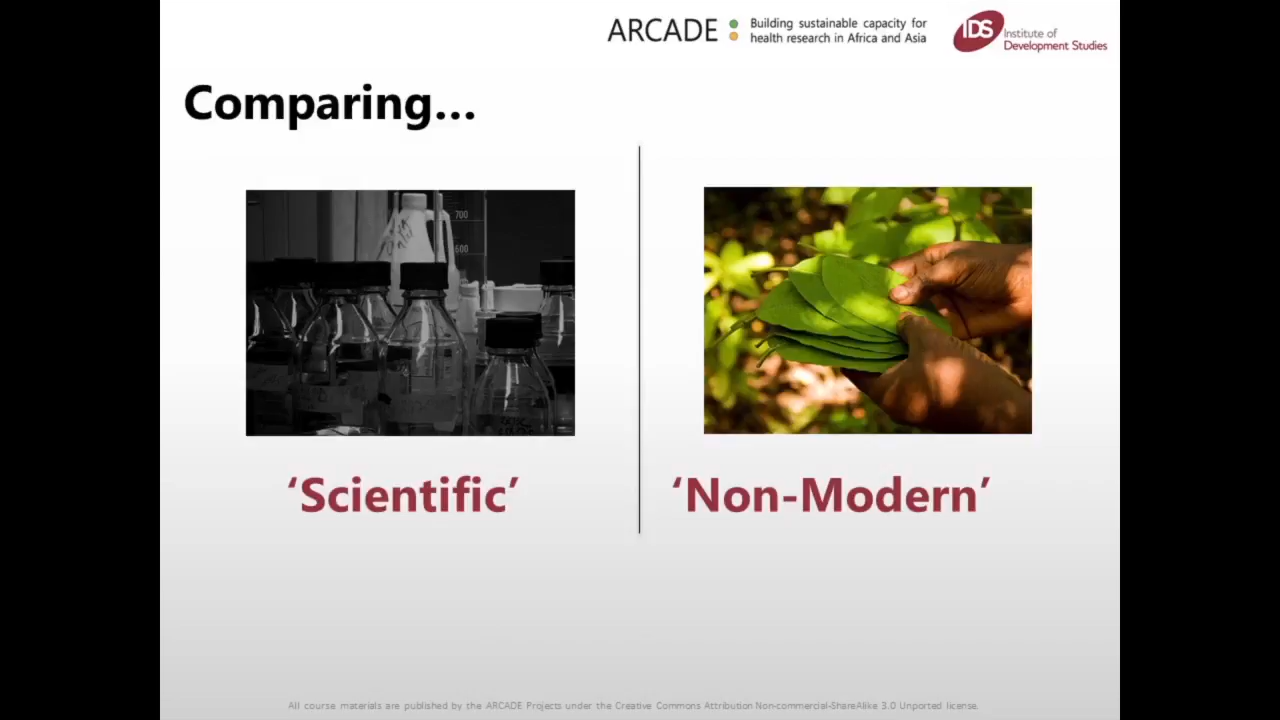 ARCADE
Building sustainable capacity for
health research in Africa and Asia
IDS
Institute of
Development Studies
Comparing...
700
600
‘Scientific’
‘Non-Modern’
All course materials are published by the ARCADE Projects under the Creative Commons Attribution Non-commercial-ShareAlike 3.0 Unported license.